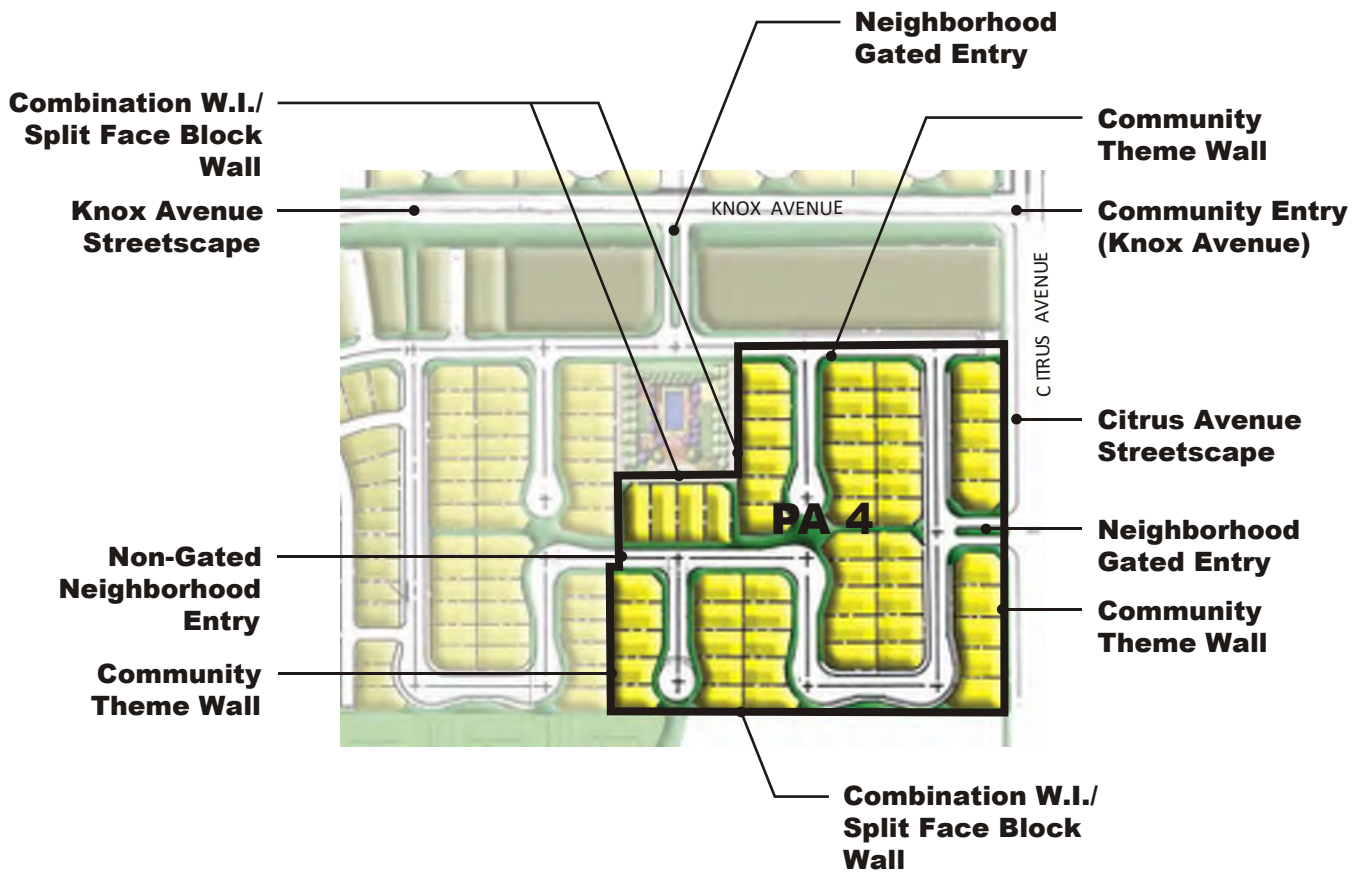 Neighborhood
Gated Entry
Combination W.I./
Split Face Block
Wall
Community
Theme Wall
Knox Avenue
Streetscape
KNOX AVENUE
Community Entry
(Knox Avenue)
CITRUS AVENUE
Citrus Avenue
Streetscape
PA 4
Non-Gated
Neighborhood
Entry
Neighborhood
Gated Entry
Community
Theme Wall
Community
Theme Wall
Combination W.I./
Split Face Block
Wall